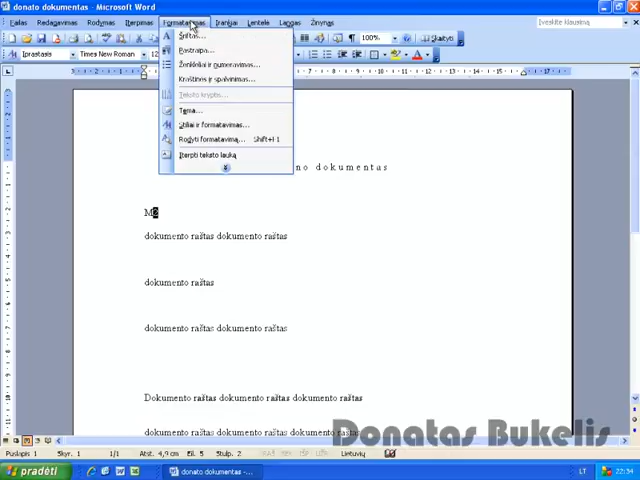 donato dokumentas - Microsoft Word
Failas Redagavimas Rodymas Įterpimas Formatavimas Įrankiai Lentelė Langas Žinynas
Įveskite klausimą
100% Skaityti
Įprastasis Times New Roman
Šriftas...
Pastraipa...
Ženkleliai ir numeravimas...
Kraštinės ir spalvinimas...
Teksto kryptis...
Tema...
Stiliai ir formatavimas...
Rodyti formatavimą... Shift+F1
Įterpti teksto lauką
no dokumentas
M2
dokumento raštas dokumento raštas
dokumento raštas
dokumento raštas dokumento raštas
Dokumento raštas dokumento raštas dokumento raštas
dokumento raštas dokumento raštas dokumento raštas
Donatas Bukelis
Puslapis 1 Skyr. 1 1/1 Atst. 4,9 cm Eil. 5 Stulp. 2 Lietuvių
pradėti donato dokumentas -... LT 22:34